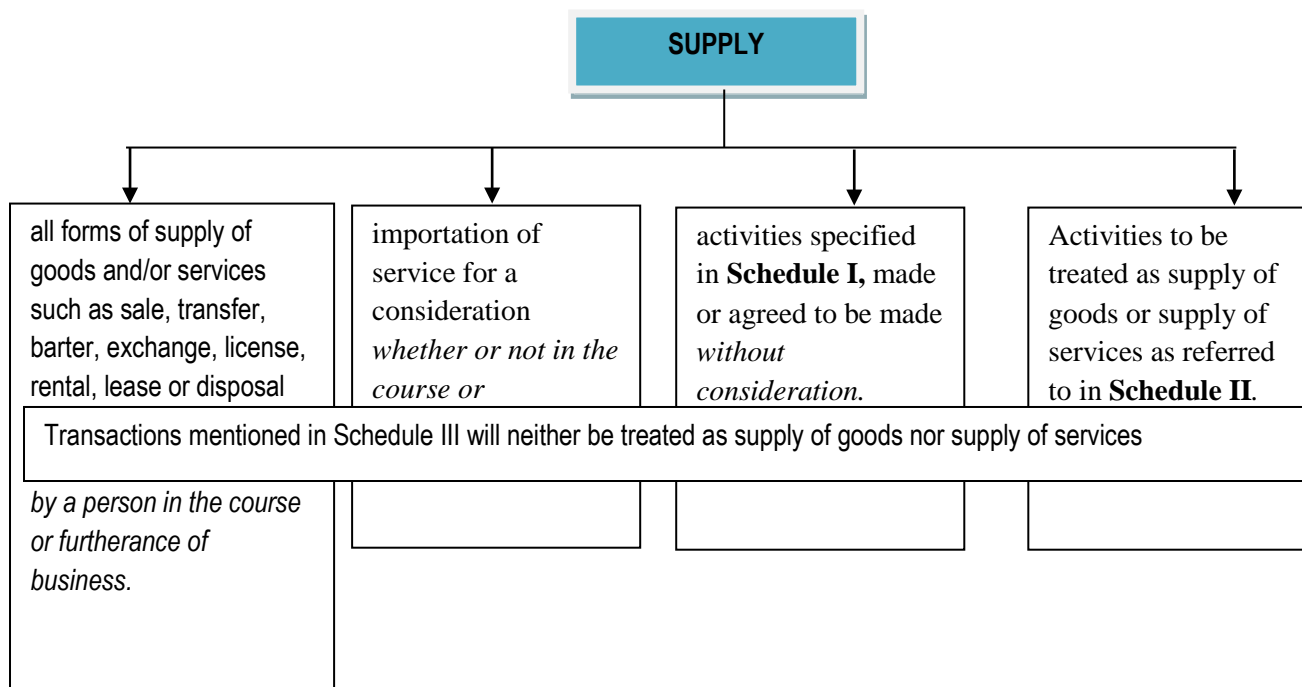 SUPPLY
all forms of supply of
goods and/or services
such as sale, transfer,
barter, exchange, license,
rental, lease or disposal
by a person in the course
or furtherance of
business.
importation of
service for a
consideration
whether or not in the
course or
activities specified
in Schedule I, made
or agreed to be made
without
consideration.
Activities to be
treated as supply of
goods or supply of
services as referred
to in Schedule II.
Transactions mentioned in Schedule III will neither be treated as supply of goods nor supply of services